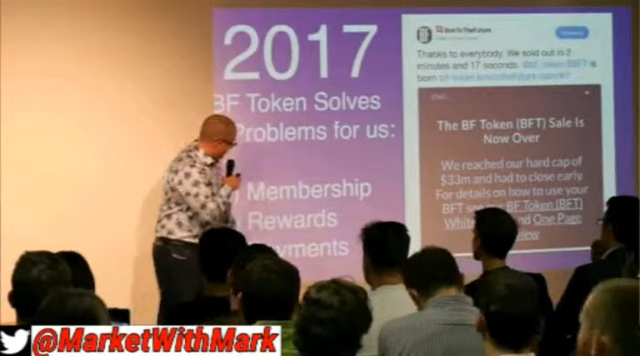 2017
BF Token Solves
Problems for us:
Membership
Rewards
BnkToTheFuture
Thanks to everybody. We sold out in 2
minutes and 17 seconds.
is
born
The BF Token (BFT) Sale Is
Now Over
We reached our hard cap of
$33m and had to close early.
For details on how to use your
BFT see our BF Token (BFT)
and One Page
@MarketWithMark